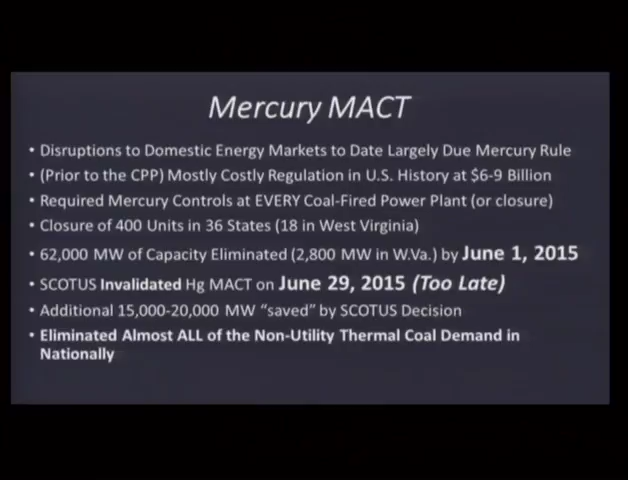 Mercury MACT
• Disruptions to Domestic Energy Markets to Date Largely Due Mercury Rule
• (Prior to the CPP) Mostly Costly Regulation in U.S. History at $6-9 Billion
• Required Mercury Controls at EVERY Coal-Fired Power Plant (or closure)
• Closure of 400 Units in 36 States (18 in West Virginia)
• 62,000 MW of Capacity Eliminated (2,800 MW in W.Va.) by June 1, 2015
• SCOTUS Invalidated Hg MACT on June 29, 2015 (Too Late)
• Additional 15,000-20,000 MW “saved” by SCOTUS Decision
• Eliminated Almost ALL of the Non-Utility Thermal Coal Demand in
Nationally